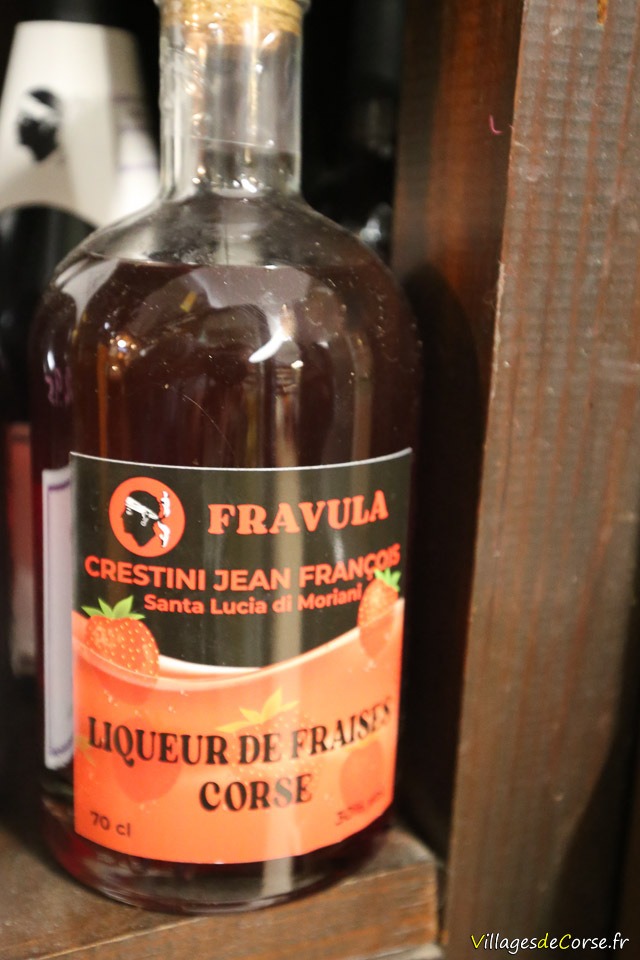 FRAVULA
CRESTINI JEAN FRANÇOIS
Santa Lucia di Moriani
LIQUEUR DE FRAISES
CORSE
70 cl
VillagesdeCorse.fr